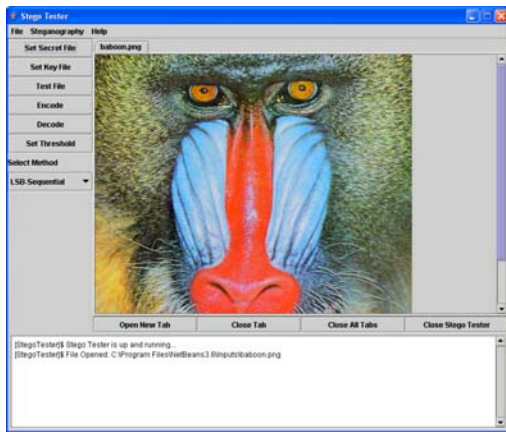 Stego Tester
File Steganography Help
Set Secret File
baboon.png
Set Key File
Test File
Encode
Decode
Set Threshold
Select Method
LSB-Sequential
Open New Tab Close Tab Close All Tabs Close Stego Tester
[StegoTester]$ Stego Tester is up and running...
[StegoTester]$ File Opened: C:\Program Files\NetBeans3.6\inputs\baboon.png